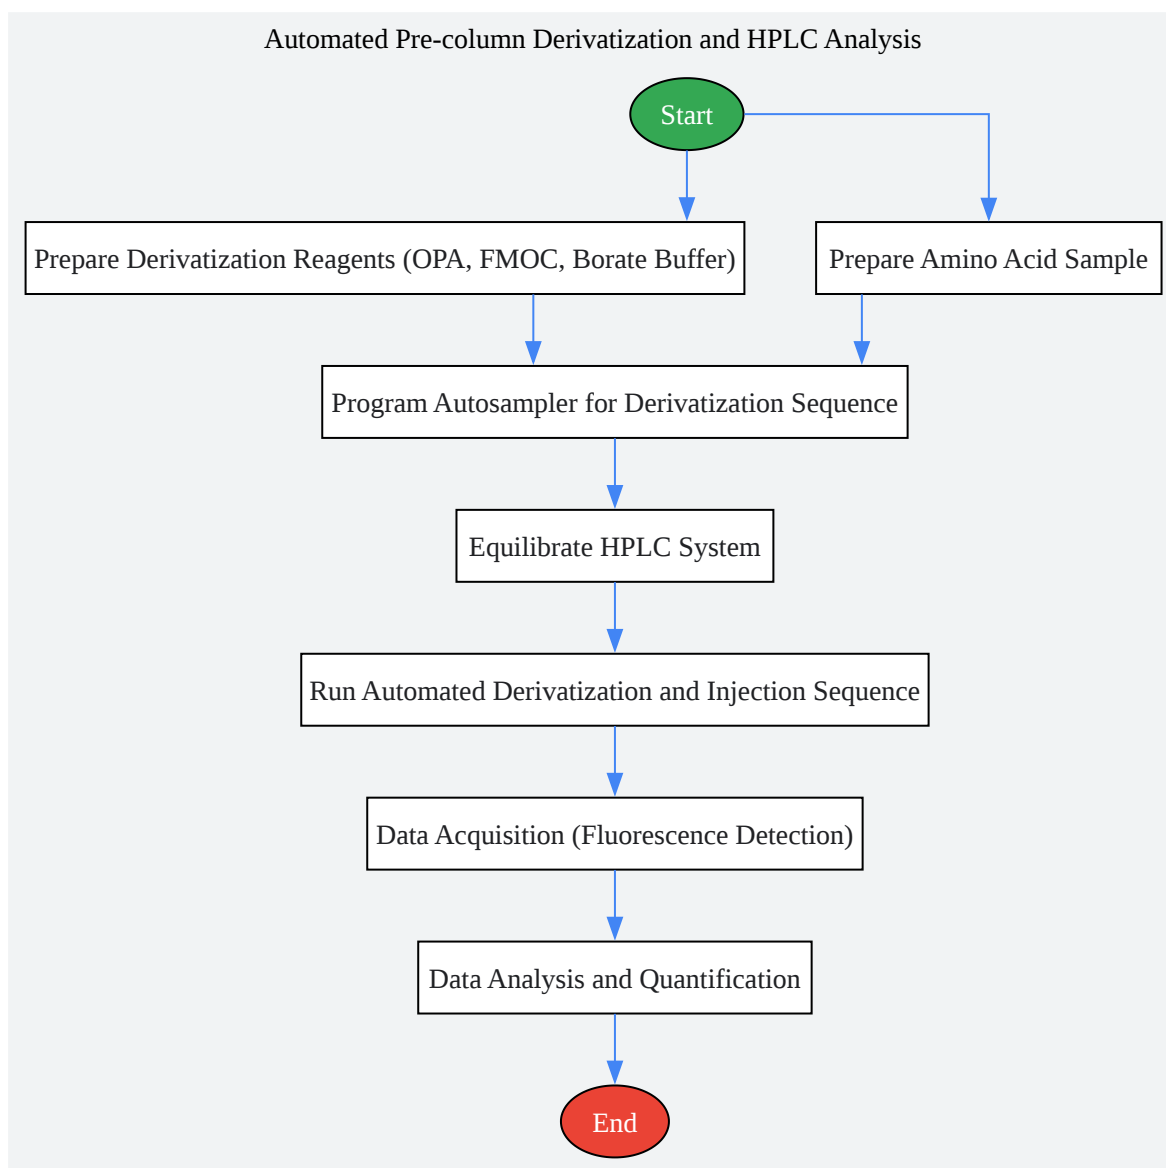 Automated Pre-column Derivatization and HPLC Analysis
Start
Prepare Derivatization Reagents (OPA, FMOC, Borate Buffer)
Prepare Amino Acid Sample
Program Autosampler for Derivatization Sequence
Equilibrate HPLC System
Run Automated Derivatization and Injection Sequence
Data Acquisition (Fluorescence Detection)
Data Analysis and Quantification
End